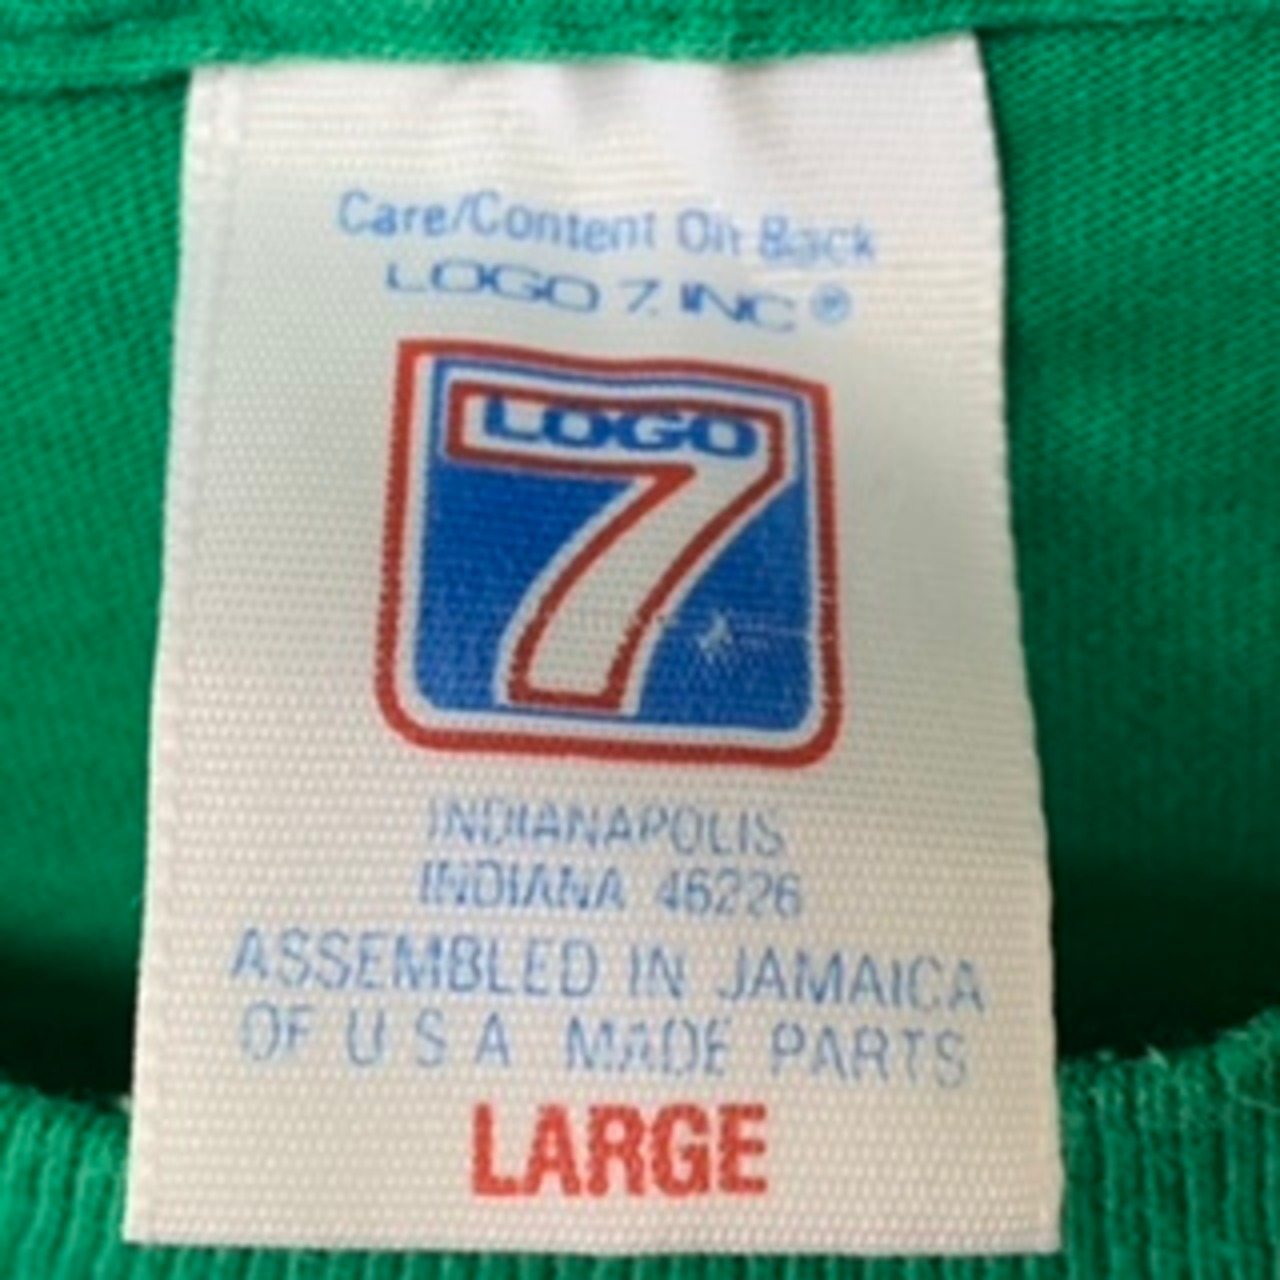 Care/Content On Back
LOGO 7, INC ®
LOGO
7
INDIANAPOLIS
INDIANA 46226
ASSEMBLED IN JAMAICA
OF U S A MADE PARTS
LARGE